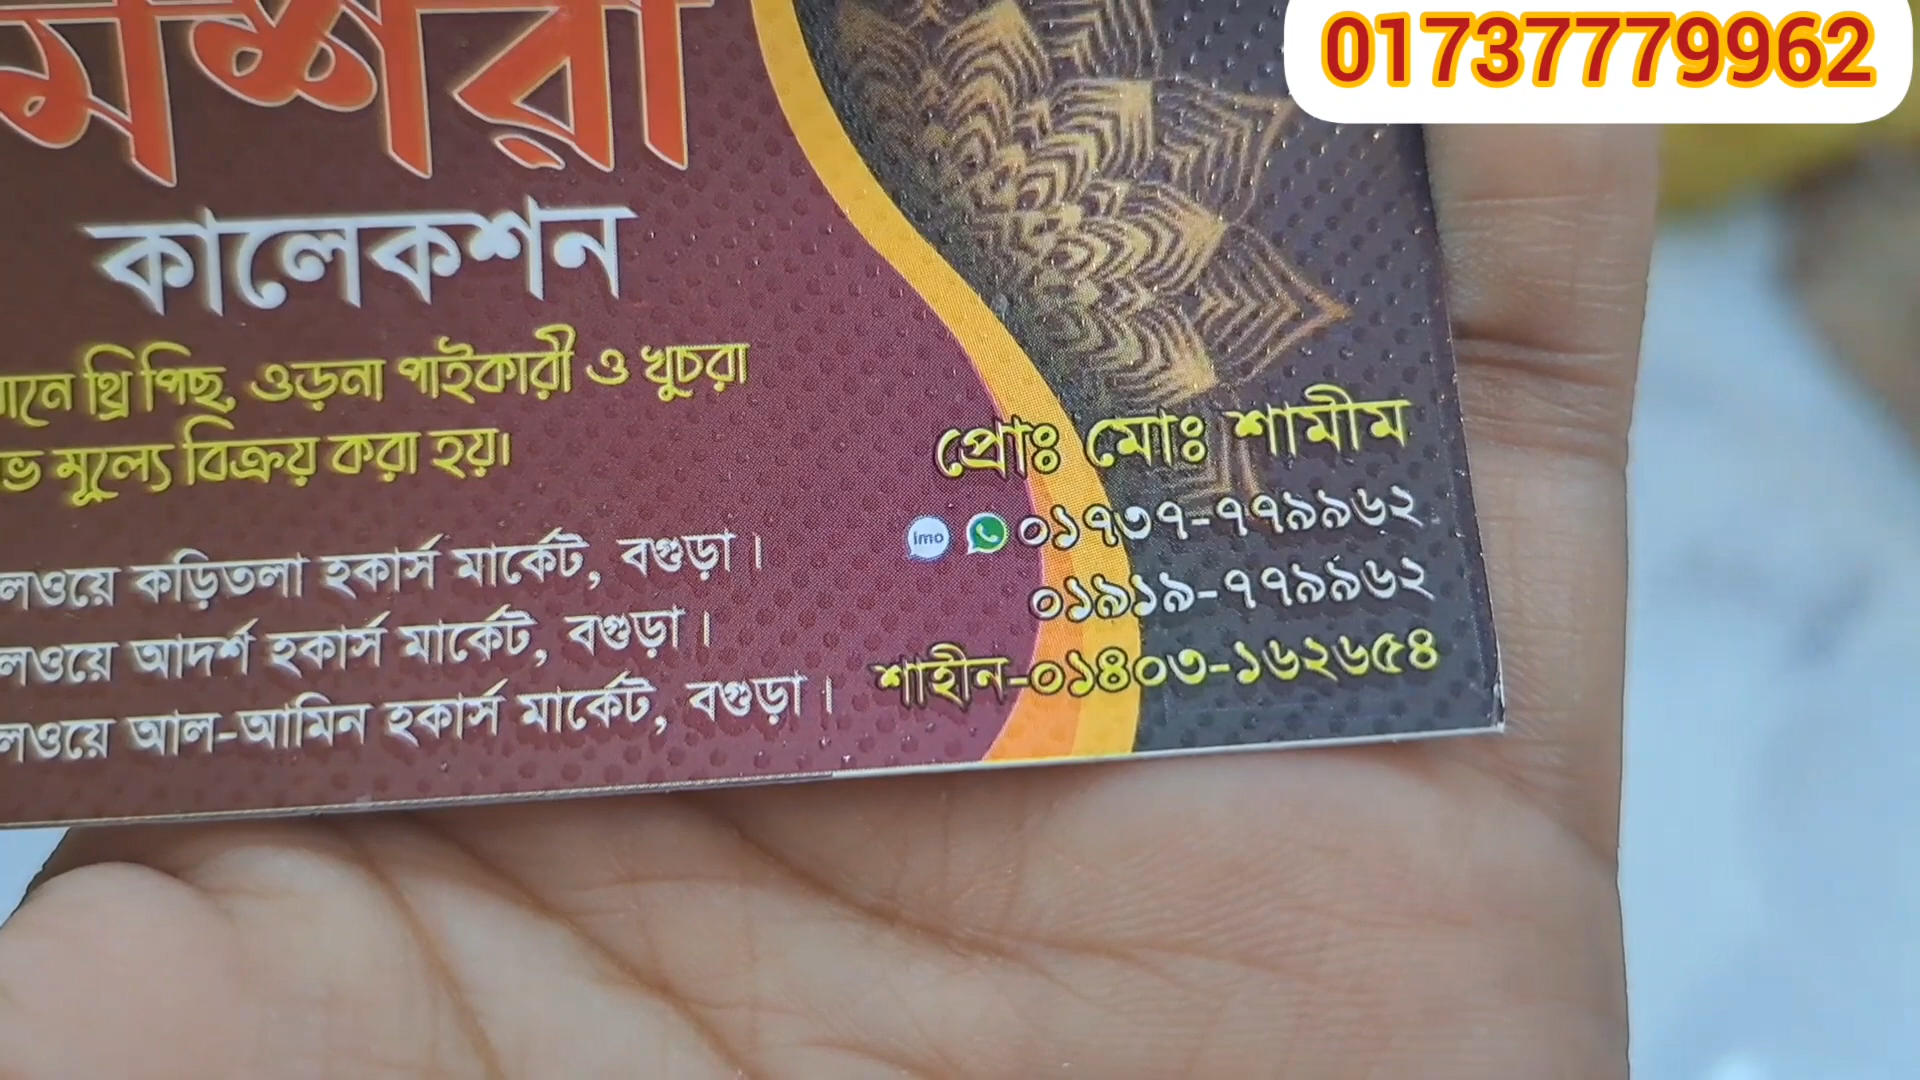 01737779962
কালেকশন
থ্রি পিছ, ওড়না পাইকারী ও খুচরা
মূল্যে বিক্রয় করা হয়।
প্রোঃ মোঃ শামীম
imo ০১৭৩৭-৭৭৯৯৬২
০১৯১৯-৭৭৯৯৬২
শাহীন-০১৪০৩-১৬২৬৫৪
লওয়ে কড়িতলা হকার্স মার্কেট, বগুড়া।
লওয়ে আদর্শ হকার্স মার্কেট, বগুড়া।
লওয়ে আল-আমিন হকার্স মার্কেট, বগুড়া।